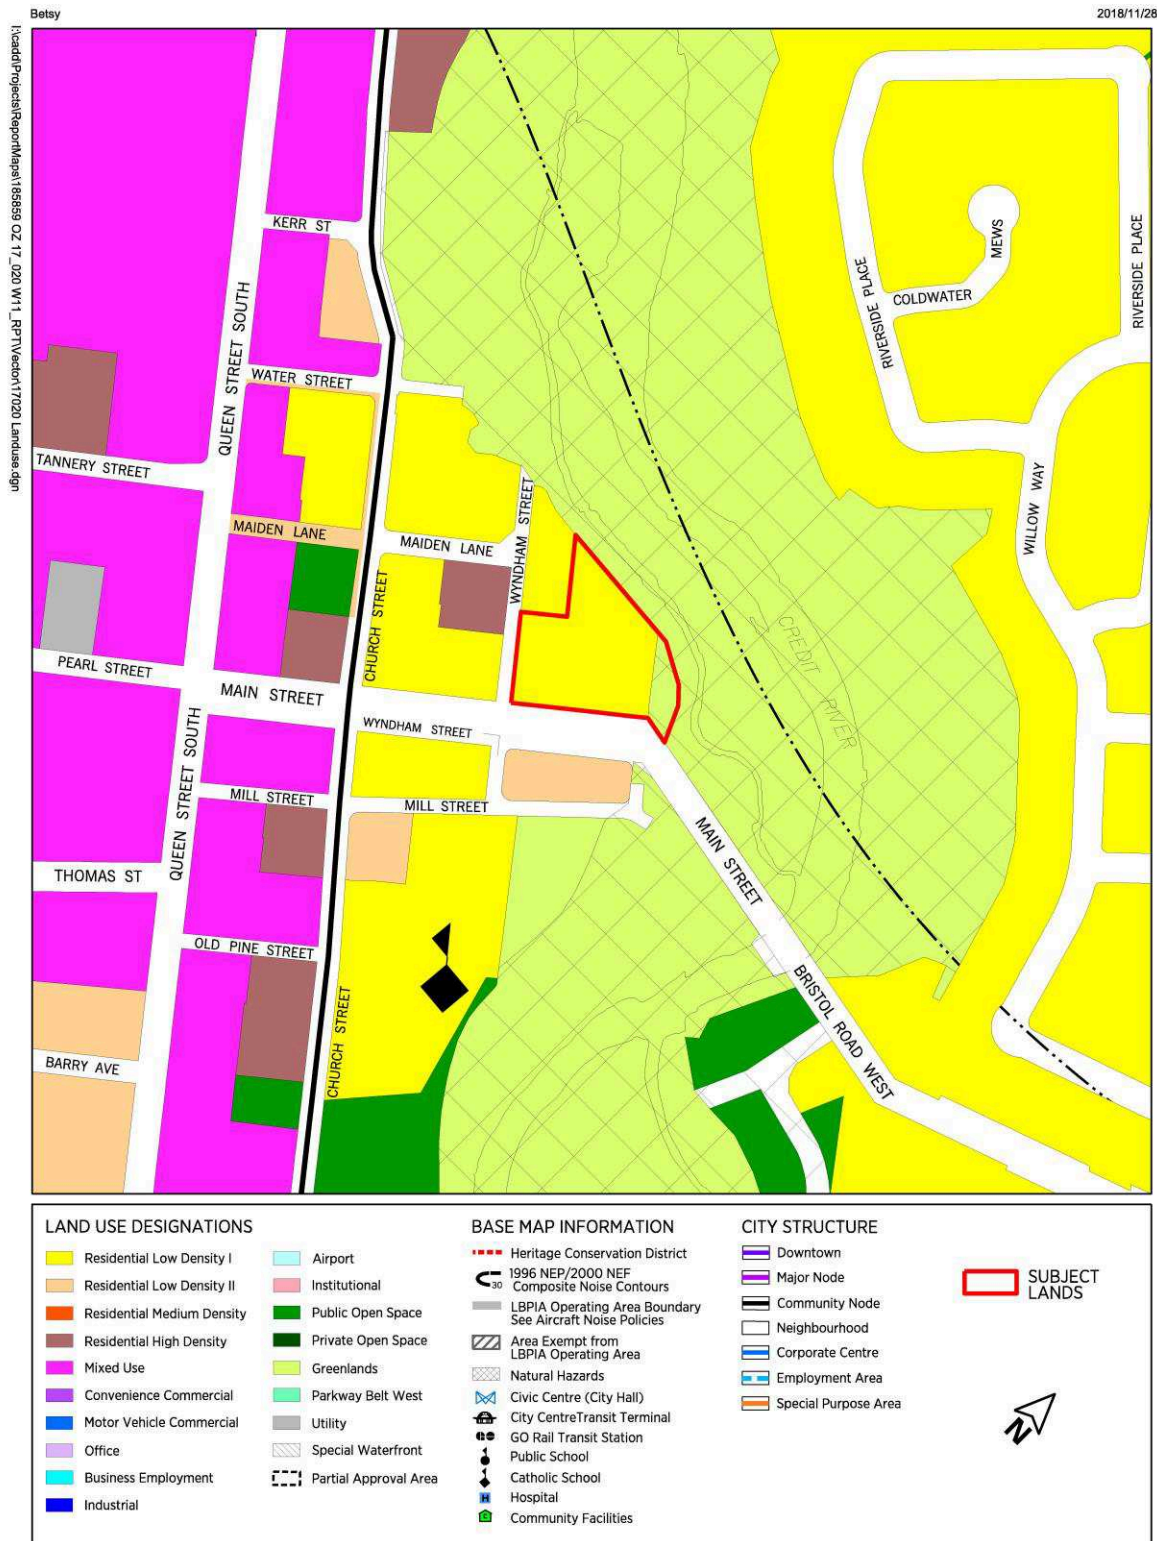 Betsy
2018/11/28
I:\cadd\Projects\ReportMaps\185859 OZ 17_020 W11_RPT\Vector\17020 Landuse.dgn
KERR ST
QUEEN STREET SOUTH
WATER STREET
TANNERY STREET
MAIDEN LANE
MAIDEN LANE
WYNDHAM STREET
CHURCH STREET
PEARL STREET
MAIN STREET
WYNDHAM STREET
QUEEN STREET SOUTH
MILL STREET
MILL STREET
THOMAS ST
OLD PINE STREET
CHURCH STREET
BARRY AVE
MAIN STREET
BRISTOL ROAD WEST
CREDIT RIVER
RIVERSIDE PLACE
COLDWATER
MEWS
RIVERSIDE PLACE
WILLOW WAY
LAND USE DESIGNATIONS
Residential Low Density I
Residential Low Density II
Residential Medium Density
Residential High Density
Mixed Use
Convenience Commercial
Motor Vehicle Commercial
Office
Business Employment
Industrial
Airport
Institutional
Public Open Space
Private Open Space
Greenlands
Parkway Belt West
Utility
Special Waterfront
Partial Approval Area
BASE MAP INFORMATION
Heritage Conservation District
1996 NEP/2000 NEF
30 Composite Noise Contours
LBPIA Operating Area Boundary
See Aircraft Noise Policies
Area Exempt from
LBPIA Operating Area
Natural Hazards
Civic Centre (City Hall)
City CentreTransit Terminal
GO Rail Transit Station
Public School
Catholic School
H Hospital
Community Facilities
CITY STRUCTURE
Downtown
Major Node
Community Node
Neighbourhood
Corporate Centre
Employment Area
Special Purpose Area
SUBJECT
LANDS
N